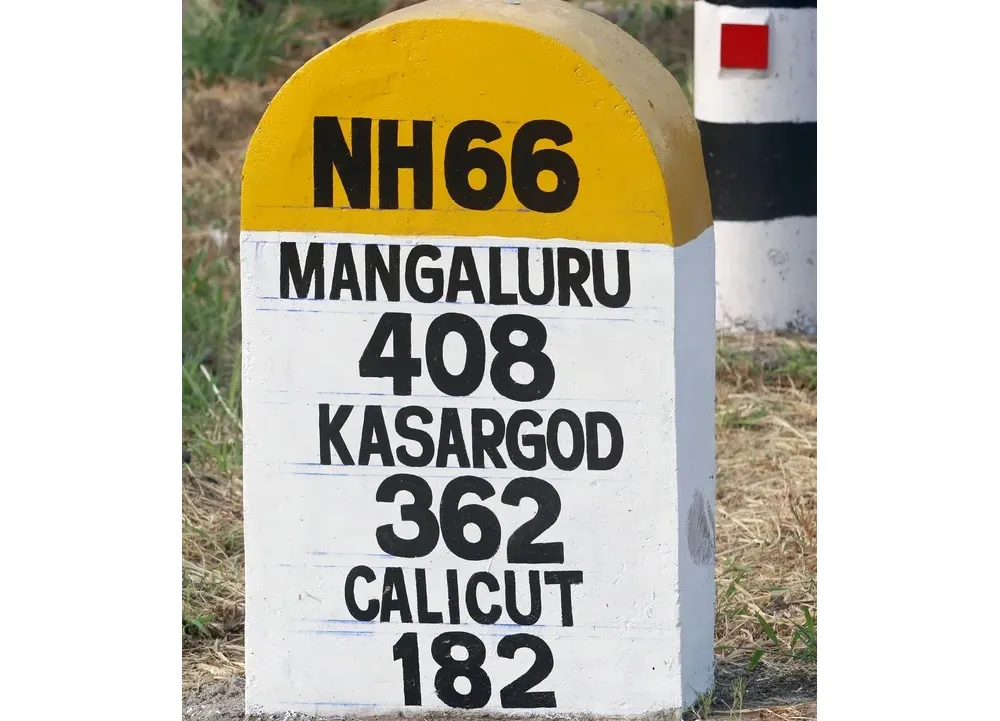 NH66
MANGALURU
408
KASARGOD
362
CALICUT
182